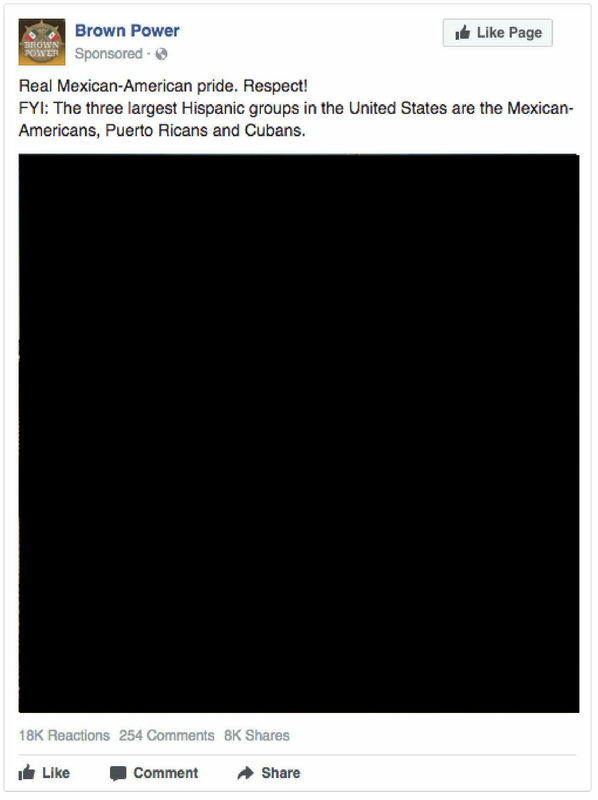 BROWN
POWER
Brown Power
Like Page
Sponsored ·
Real Mexican-American pride. Respect!
FYI: The three largest Hispanic groups in the United States are the Mexican-
Americans, Puerto Ricans and Cubans.
18K Reactions 254 Comments 8K Shares
Like Comment Share